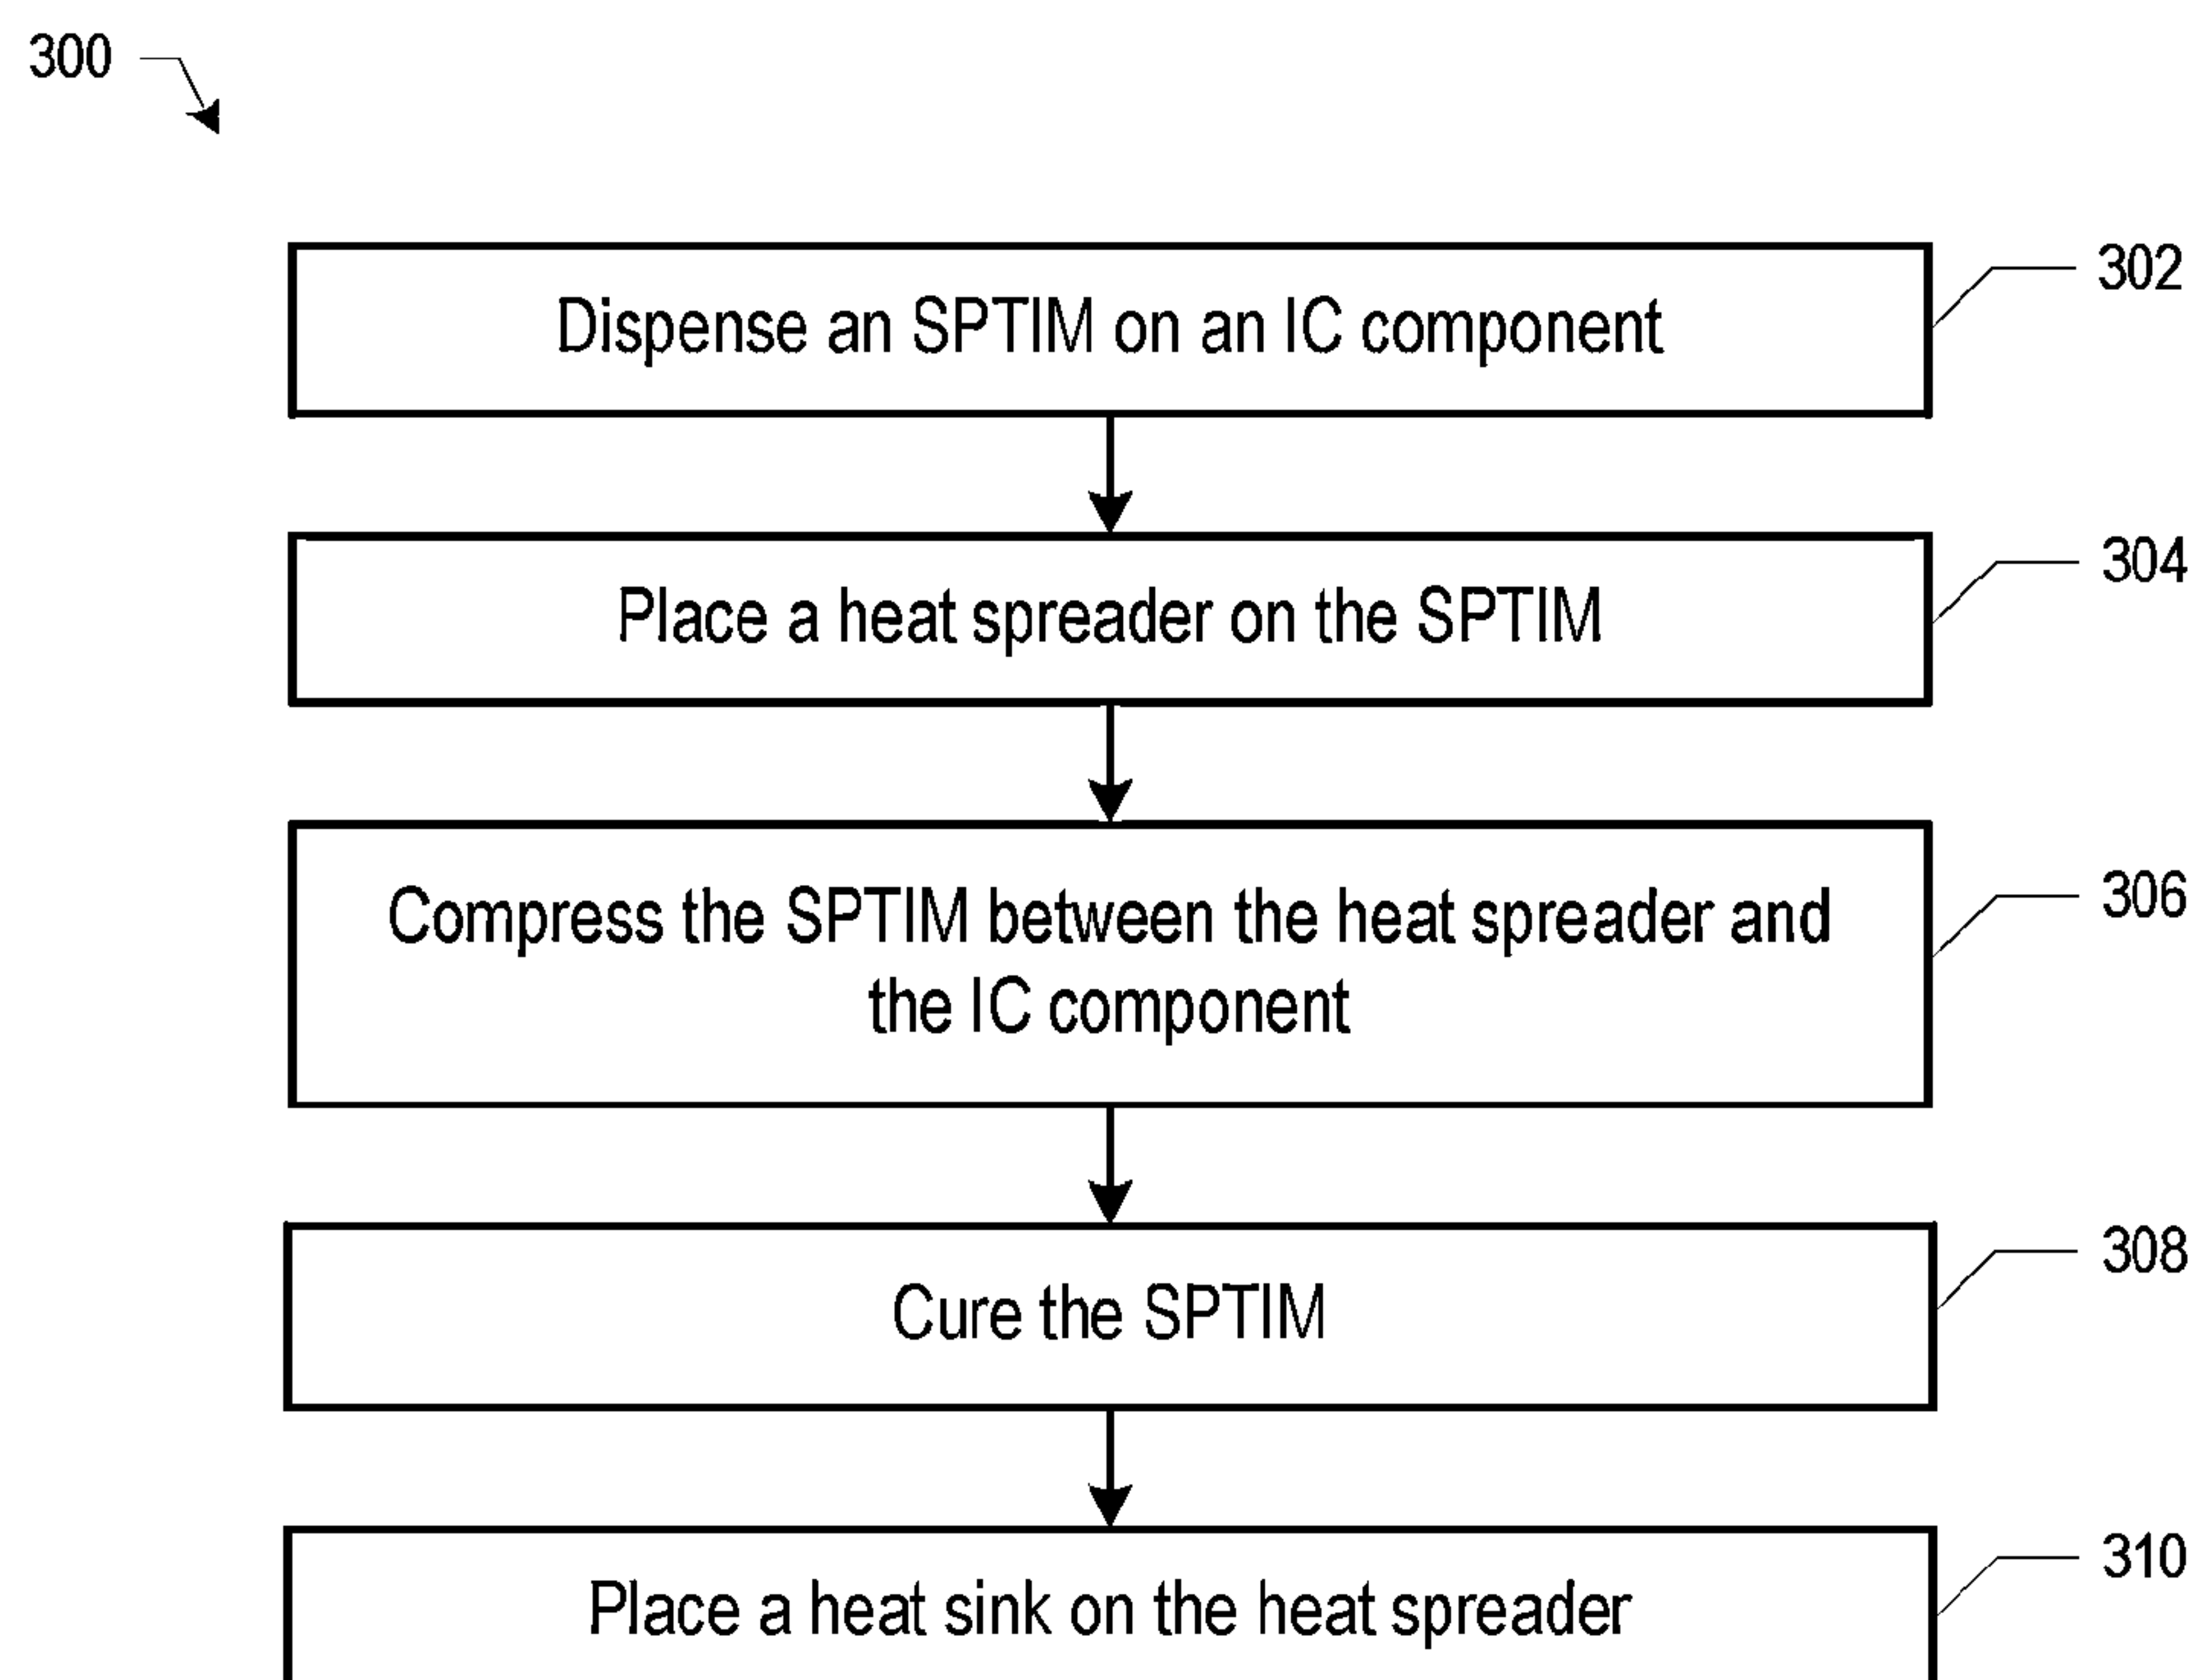 300
Dispense an SPTIM on an IC component
302
Place a heat spreader on the SPTIM
304
Compress the SPTIM between the heat spreader and
the IC component
306
Cure the SPTIM
308
Place a heat sink on the heat spreader
310